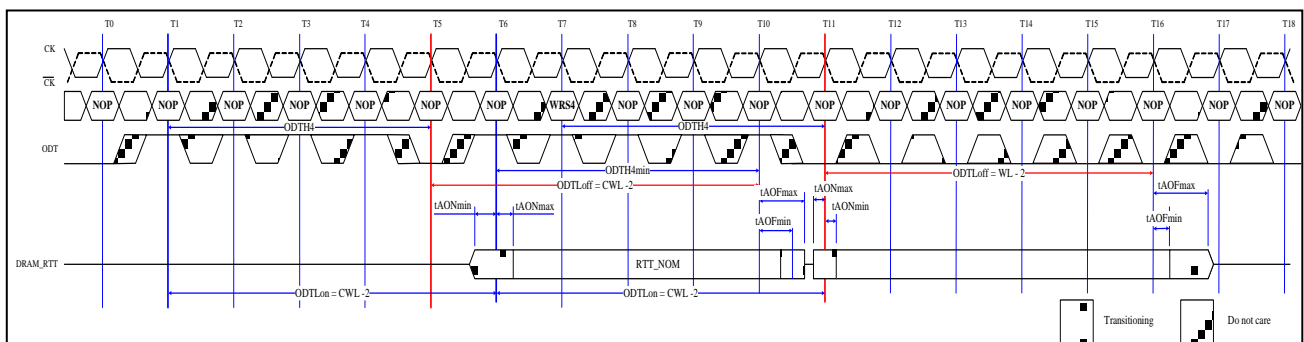 T0 T1 T2 T3 T4 T5 T6 T7 T8 T9 T10 T11 T12 T13 T14 T15 T16 T17 T18
CK
CK
NOP NOP NOP NOP NOP NOP NOP WRS4 NOP NOP NOP NOP NOP NOP NOP NOP NOP NOP NOP
ODTH4 ODTH4
ODT
ODTH4min
ODTLoff = WL - 2
ODTLoff = CWL -2
tAOFmax tAONmax tAOFmax
tAONmin tAONmax tAOFmin tAONmin tAOFmin
DRAM_RTT RTT_NOM
ODTLon = CWL -2 ODTLon = CWL -2
Transitioning Do not care